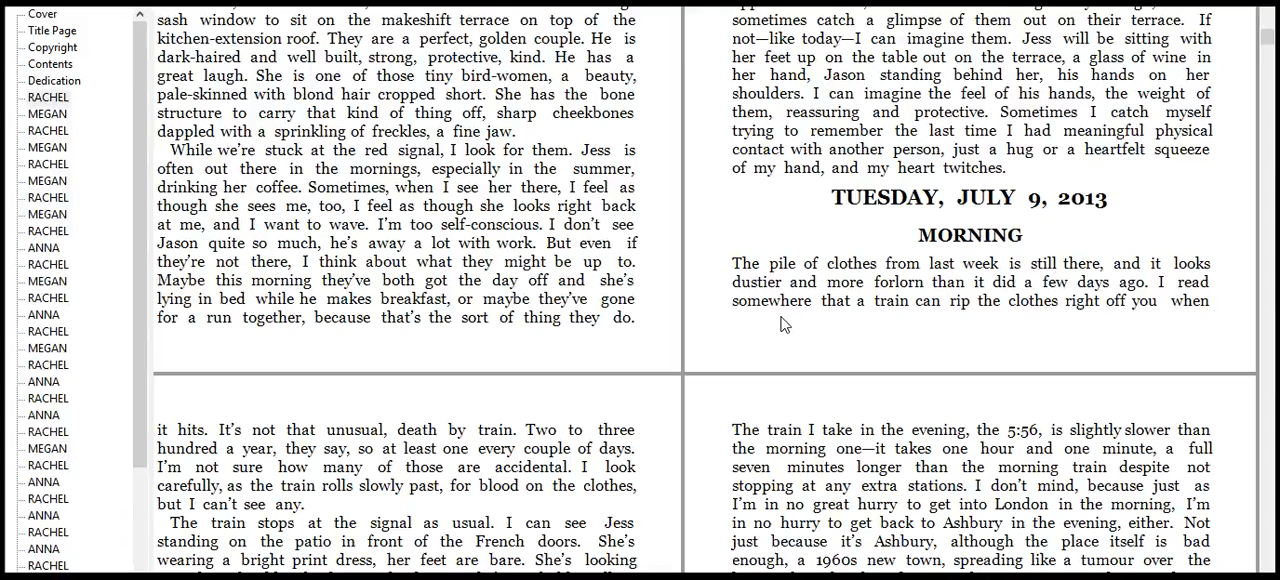 Cover
Title Page
Copyright
Contents
Dedication
RACHEL
MEGAN
RACHEL
MEGAN
RACHEL
MEGAN
RACHEL
MEGAN
RACHEL
ANNA
RACHEL
MEGAN
RACHEL
ANNA
RACHEL
MEGAN
RACHEL
ANNA
RACHEL
ANNA
RACHEL
MEGAN
RACHEL
ANNA
RACHEL
ANNA
RACHEL
ANNA
RACHEL
sash window to sit on the makeshift terrace on top of the
kitchen-extension roof. They are a perfect, golden couple. He is
dark-haired and well built, strong, protective, kind. He has a
great laugh. She is one of those tiny bird-women, a beauty,
pale-skinned with blond hair cropped short. She has the bone
structure to carry that kind of thing off, sharp cheekbones
dappled with a sprinkling of freckles, a fine jaw.
While we're stuck at the red signal, I look for them. Jess is
often out there in the mornings, especially in the summer,
drinking her coffee. Sometimes, when I see her there, I feel as
though she sees me, too, I feel as though she looks right back
at me, and I want to wave. I'm too self-conscious. I don't see
Jason quite so much, he's away a lot with work. But even if
they're not there, I think about what they might be up to.
Maybe this morning they've both got the day off and she's
lying in bed while he makes breakfast, or maybe they've gone
for a run together, because that's the sort of thing they do.
sometimes catch a glimpse of them out on their terrace. If
not—like today—I can imagine them. Jess will be sitting with
her feet up on the table out on the terrace, a glass of wine in
her hand, Jason standing behind her, his hands on her
shoulders. I can imagine the feel of his hands, the weight of
them, reassuring and protective. Sometimes I catch myself
trying to remember the last time I had meaningful physical
contact with another person, just a hug or a heartfelt squeeze
of my hand, and my heart twitches.
TUESDAY, JULY 9, 2013
MORNING
The pile of clothes from last week is still there, and it looks
dustier and more forlorn than it did a few days ago. I read
somewhere that a train can rip the clothes right off you when
it hits. It's not that unusual, death by train. Two to three
hundred a year, they say, so at least one every couple of days.
I'm not sure how many of those are accidental. I look
carefully, as the train rolls slowly past, for blood on the clothes,
but I can't see any.
The train stops at the signal as usual. I can see Jess
standing on the patio in front of the French doors. She's
wearing a bright print dress, her feet are bare. She's looking
The train I take in the evening, the 5:56, is slightly slower than
the morning one—it takes one hour and one minute, a full
seven minutes longer than the morning train despite not
stopping at any extra stations. I don't mind, because just as
I'm in no great hurry to get into London in the morning, I'm
in no hurry to get back to Ashbury in the evening, either. Not
just because it's Ashbury, although the place itself is bad
enough, a 1960s new town, spreading like a tumour over the